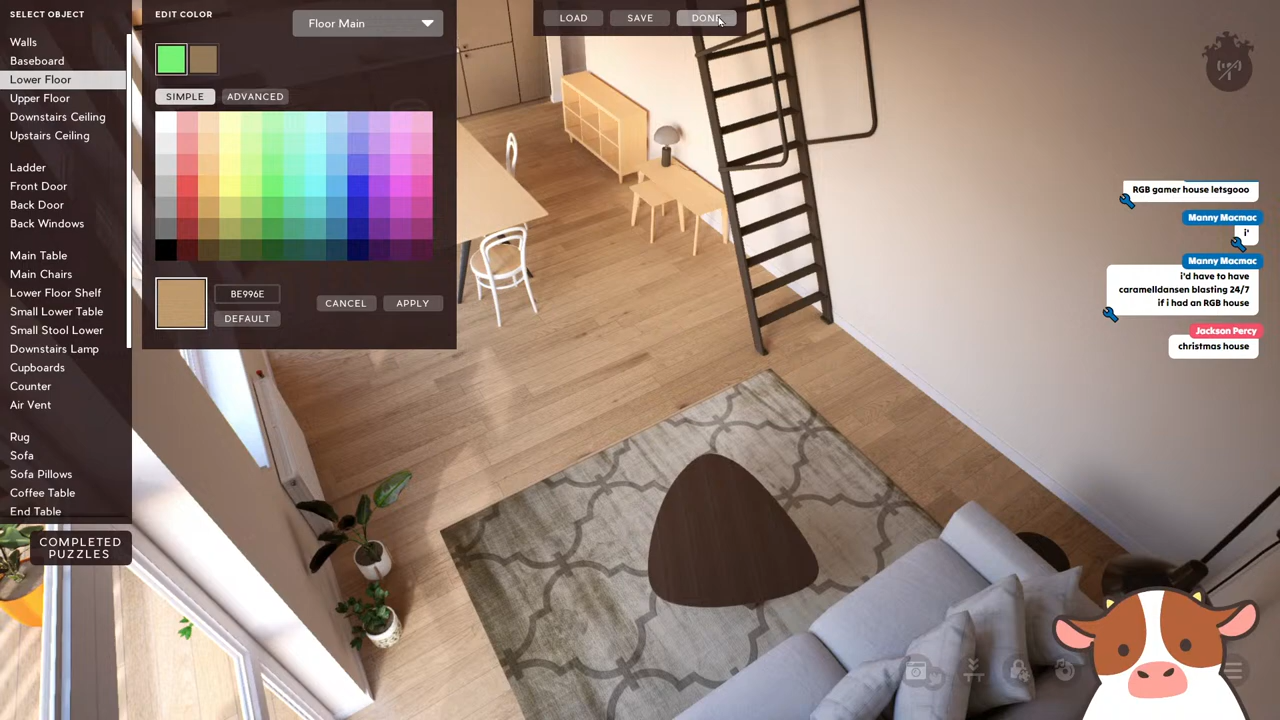 SELECT OBJECT
Walls
Baseboard
Lower Floor
Upper Floor
Downstairs Ceiling
Upstairs Ceiling
Ladder
Front Door
Back Door
Back Windows
Main Table
Main Chairs
Lower Floor Shelf
Small Lower Table
Small Stool Lower
Downstairs Lamp
Cupboards
Counter
Air Vent
Rug
Sofa
Sofa Pillows
Coffee Table
End Table
COMPLETED
PUZZLES
EDIT COLOR
Floor Main
SIMPLE
ADVANCED
BE996E
DEFAULT
CANCEL
APPLY
LOAD
SAVE
DONE
RGB gamer house letsgooo
Manny Macmac
i'
Manny Macmac
i'd have to have
caramelldansen blasting 24/7
if i had an RGB house
Jackson Percy
christmas house